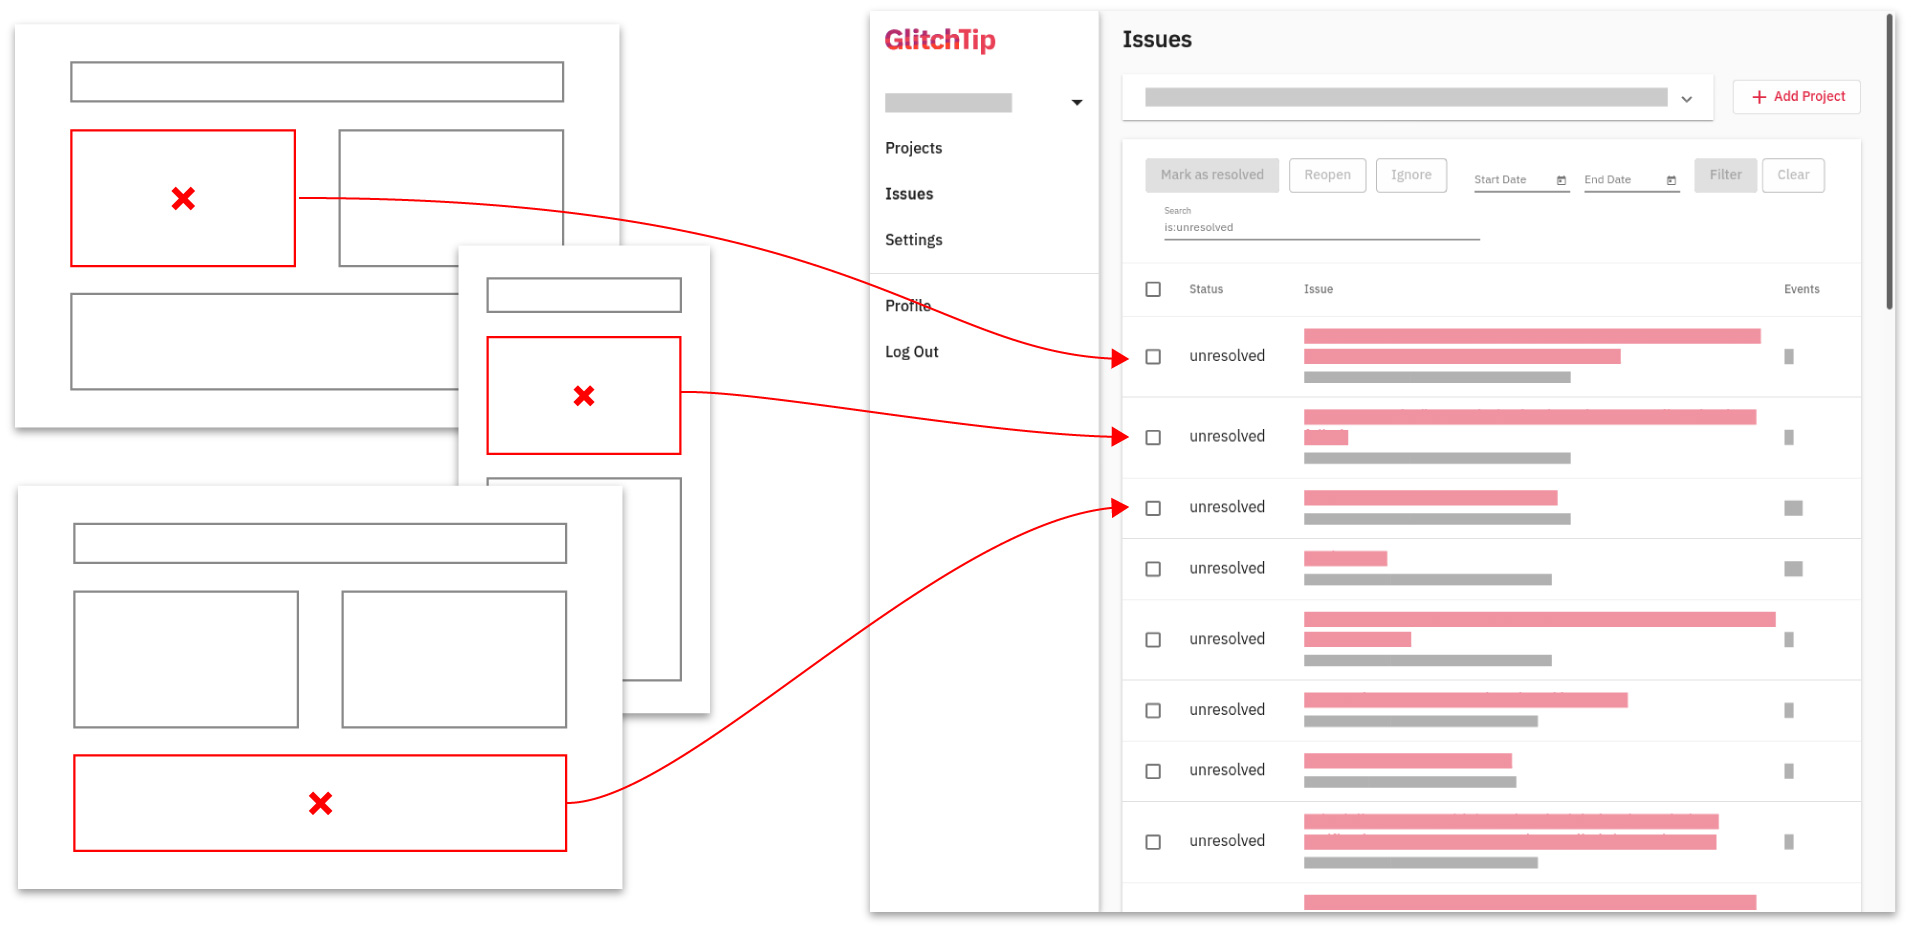 GlitchTip
Projects
Issues
Settings
Profile
Log Out
Issues
Add Project
Mark as resolved
Reopen
Ignore
Start Date
End Date
Filter
Clear
Search
is:unresolved
Status Issue Events
unresolved
unresolved
unresolved
unresolved
unresolved
unresolved
unresolved
unresolved